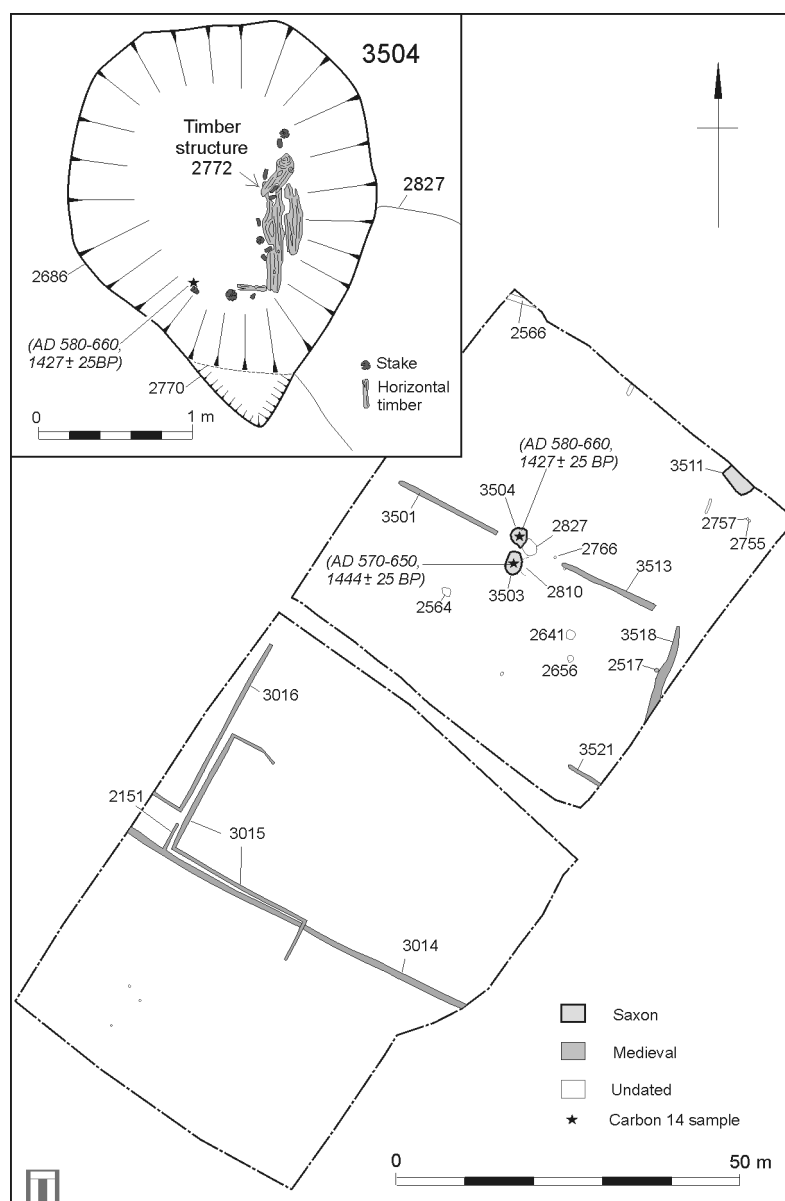 3504
Timber
structure
2772
2827
2686
(AD 580-660,
1427± 25BP)
2770
Stake
Horizontal
timber
0
1 m
2566
(AD 580-660,
1427± 25 BP)
3511
3504
3501
2827
2757
2755
2766
(AD 570-650,
1444± 25 BP)
3513
3503
2810
2564
3518
2641
2517
2656
3016
3521
2151
3015
3014
Saxon
Medieval
Undated
Carbon 14 sample
0
50 m